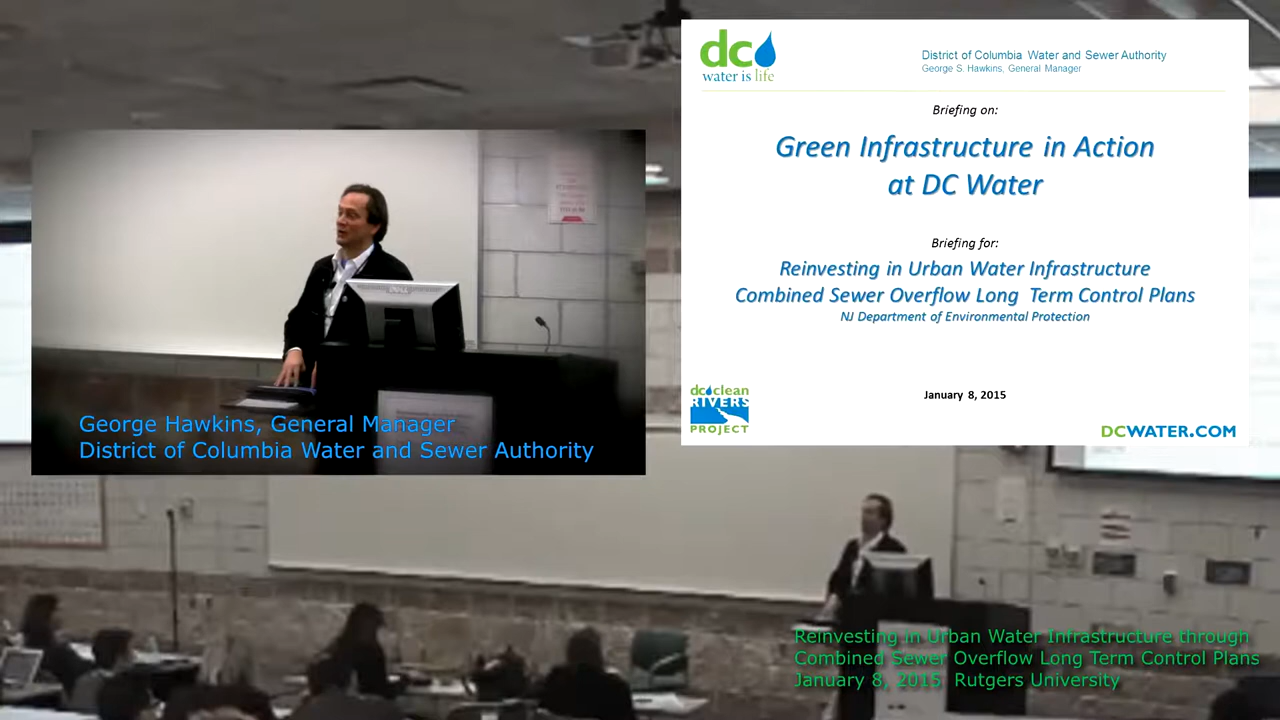 dc
water is life
District of Columbia Water and Sewer Authority
George S. Hawkins, General Manager
Briefing on:
Green Infrastructure in Action
at DC Water
Briefing for:
Reinvesting in Urban Water Infrastructure
Combined Sewer Overflow Long Term Control Plans
NJ Department of Environmental Protection
January 8, 2015
dc clean
RIVERS
PROJECT
DCWATER.COM
DELL
George Hawkins, General Manager
District of Columbia Water and Sewer Authority
Reinvesting in Urban Water Infrastructure through
Combined Sewer Overflow Long Term Control Plans
January 8, 2015 Rutgers University